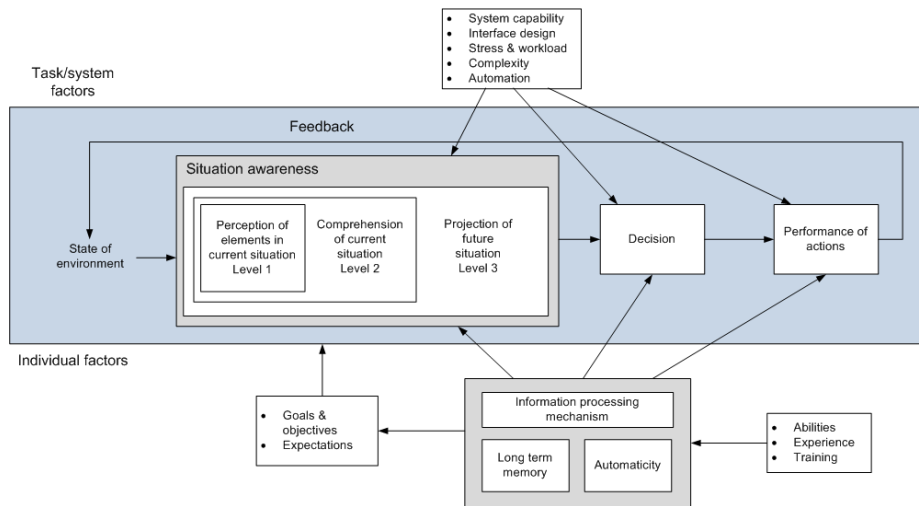 • System capability
• Interface design
• Stress & workload
• Complexity
• Automation
Task/system
factors
Feedback
Situation awareness
Perception of
elements in
current situation
Level 1
Comprehension
of current
situation
Level 2
Projection of
future
situation
Level 3
State of
environment
Decision
Performance of
actions
Individual factors
• Goals &
objectives
• Expectations
Information processing
mechanism
Long term
memory
Automaticity
• Abilities
• Experience
• Training